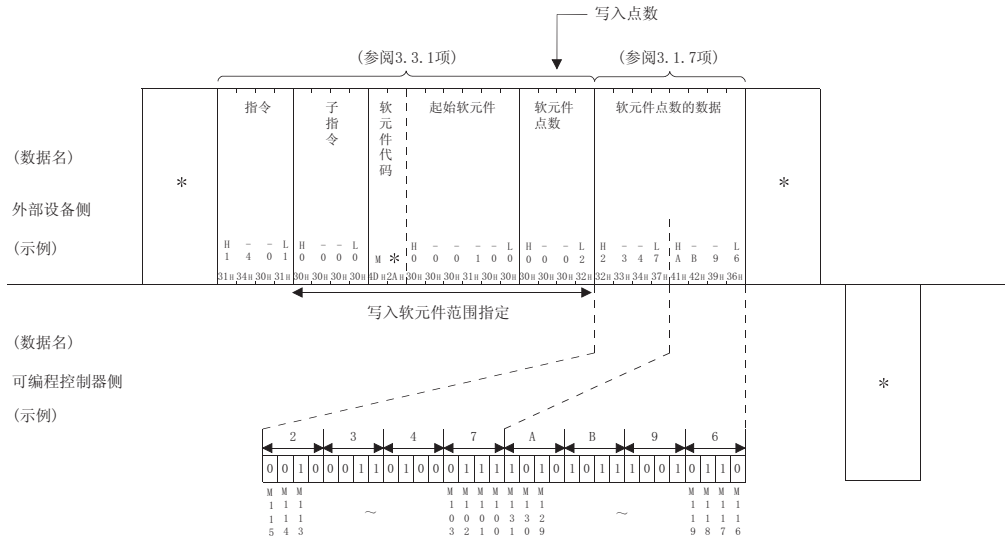 写入点数
(参阅3.3.1项) (参阅3.1.7项)
指令 子指令 软元件代码 起始软元件 软元件点数 软元件点数的数据
(数据名)
* *
外部设备侧
(示例)
H - - L H - - L H - - - - L H - - L H - - L H - - L
1 4 0 1 0 0 0 0 M * 0 0 0 1 0 0 0 0 0 2 2 3 4 7 A B 9 6
31H 34H 30H 31H 30H 30H 30H 30H 4DH 2AH 30H 30H 30H 31H 30H 30H 30H 30H 30H 32H 32H 33H 34H 37H 41H 42H 39H 36H
写入软元件范围指定
(数据名)
可编程控制器侧
*
(示例)
2 3 4 7 A B 9 6
0 0 1 0 0 0 1 1 0 1 0 0 0 1 1 1 1 0 1 0 1 0 1 1 1 0 0 1 0 1 1 0
M115 M114 M113 ~ M103 M102 M101 M100 M131 M130 M129 ~ M119 M118 M117 M116